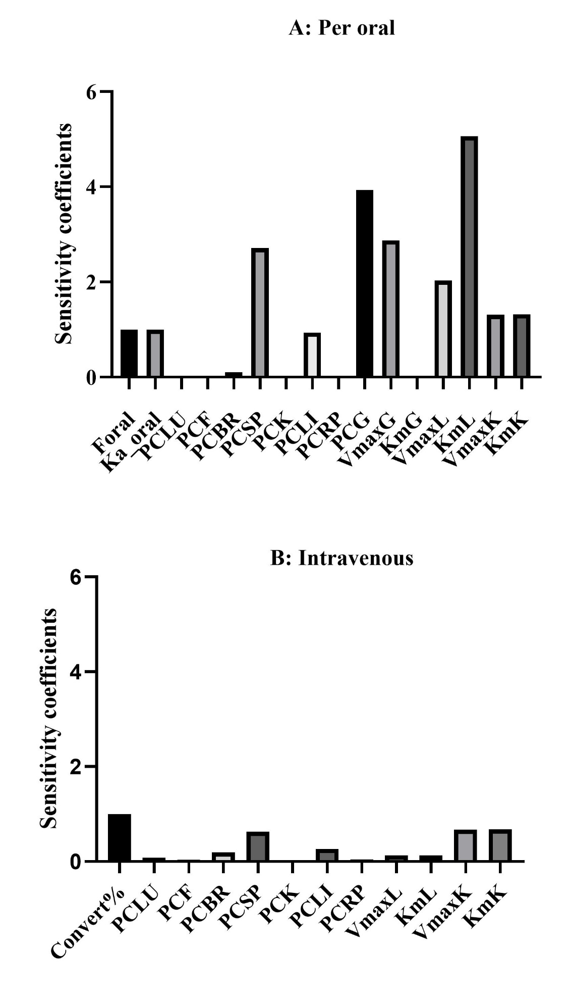 A: Per oral
Sensitivity coefficients
6
4
2
0
Foral
Ka_oral
PCLU
PCF
PCBR
PCSP
PCK
PCLI
PCRP
PCG
VmaxG
KmG
VmaxL
KmL
VmaxK
KmK
B: Intravenous
Sensitivity coefficients
6
4
2
0
Convert%
PCLU
PCF
PCBR
PCSP
PCK
PCLI
PCRP
VmaxL
KmL
VmaxK
KmK